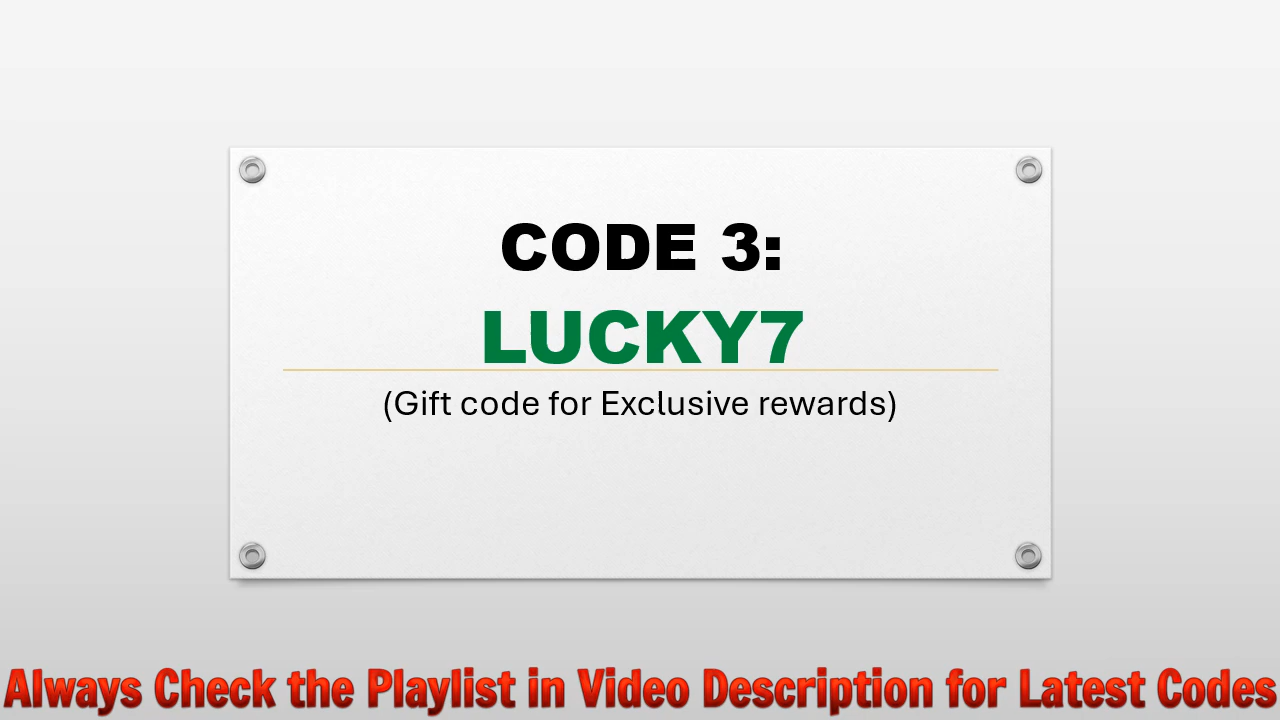 CODE 3:
LUCKY7
(Gift code for Exclusive rewards)
Always Check the Playlist in Video Description for Latest Codes